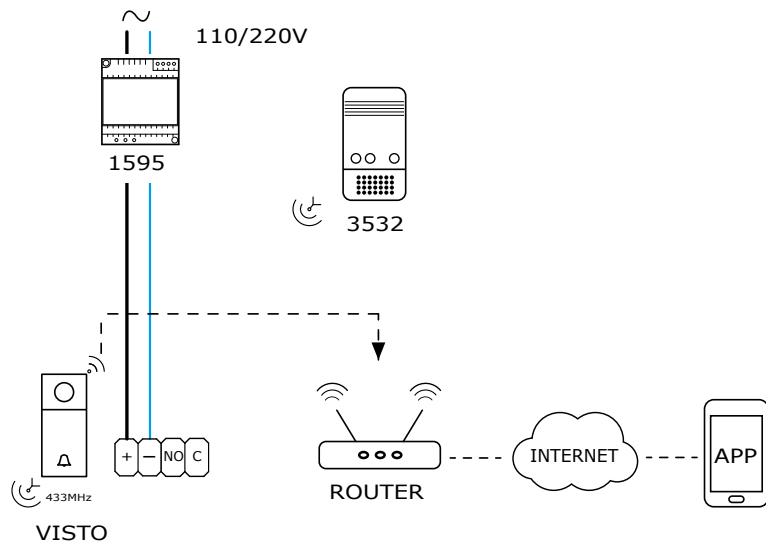 110/220V
1595
3532
+ — NO C
433MHz
VISTO
ROUTER
INTERNET
APP